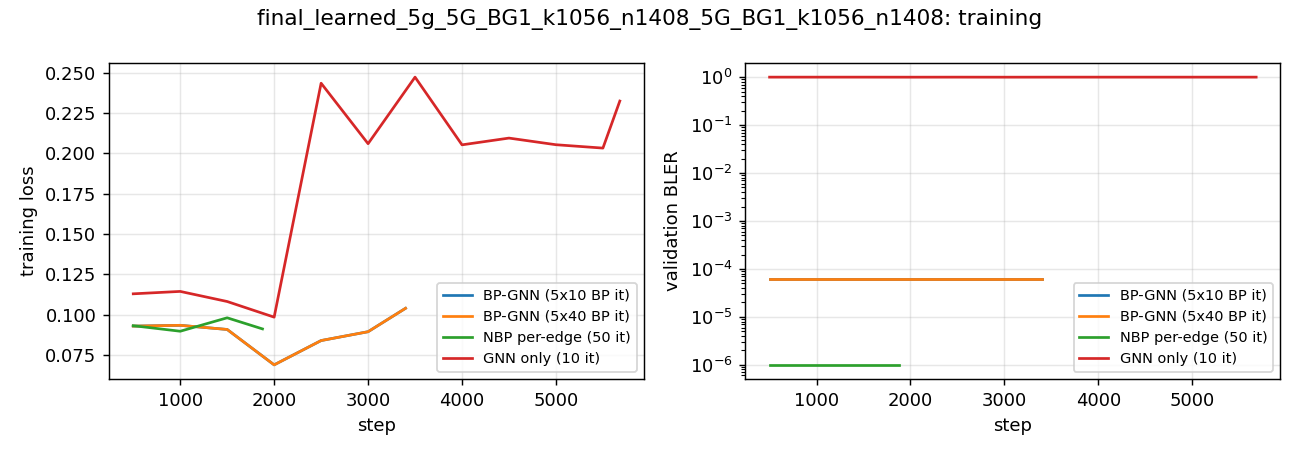 final_learned_5g_5G_BG1_k1056_n1408_5G_BG1_k1056_n1408: training
training loss
0.250
0.225
0.200
0.175
0.150
0.125
0.100
0.075
1000
2000
3000
4000
5000
step
BP-GNN (5x10 BP it)
BP-GNN (5x40 BP it)
NBP per-edge (50 it)
GNN only (10 it)
validation BLER
10^0
10^-1
10^-2
10^-3
10^-4
10^-5
10^-6
1000
2000
3000
4000
5000
step
BP-GNN (5x10 BP it)
BP-GNN (5x40 BP it)
NBP per-edge (50 it)
GNN only (10 it)